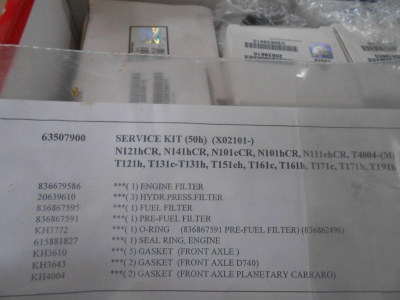 63507900 SERVICE KIT (50h) (X02101-)
N121hCR, N141hCR, N101cCR, N101hCR, N111ehCR, T4004-(M)
T121h, T131c-T131h, T151ch, T161c, T161h, T171c, T171h, T191h
836679586 ***( 1) ENGINE FILTER
20639610 ***( 3) HYDR.PRESS.FILTER
836867595 ***( 1) FUEL FILTER
836867591 ***( 1) PRE-FUEL FILTER
KH3772 ***( 1) O-RING (836867591 PRE-FUEL FILTER) (836862496)
615881827 ***( 1) SEAL RING, ENGINE
KH3610 ***( 5) GASKET (FRONT AXLE )
KH3643 ***( 2) GASKET (FRONT AXLE D740)
KH4004 ***( 2) GASKET (FRONT AXLE PLANETARY CARRARO)